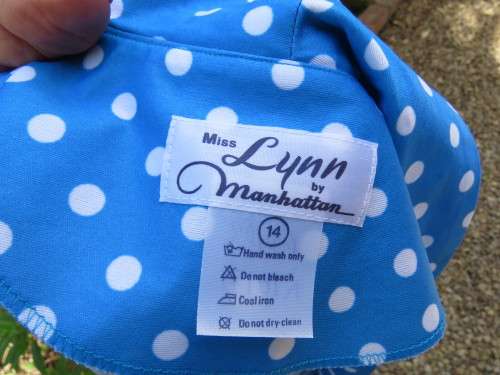 Miss Lynn
by
Manhattan
14
Hand wash only
Do not bleach
Cool iron
Do not dry-clean